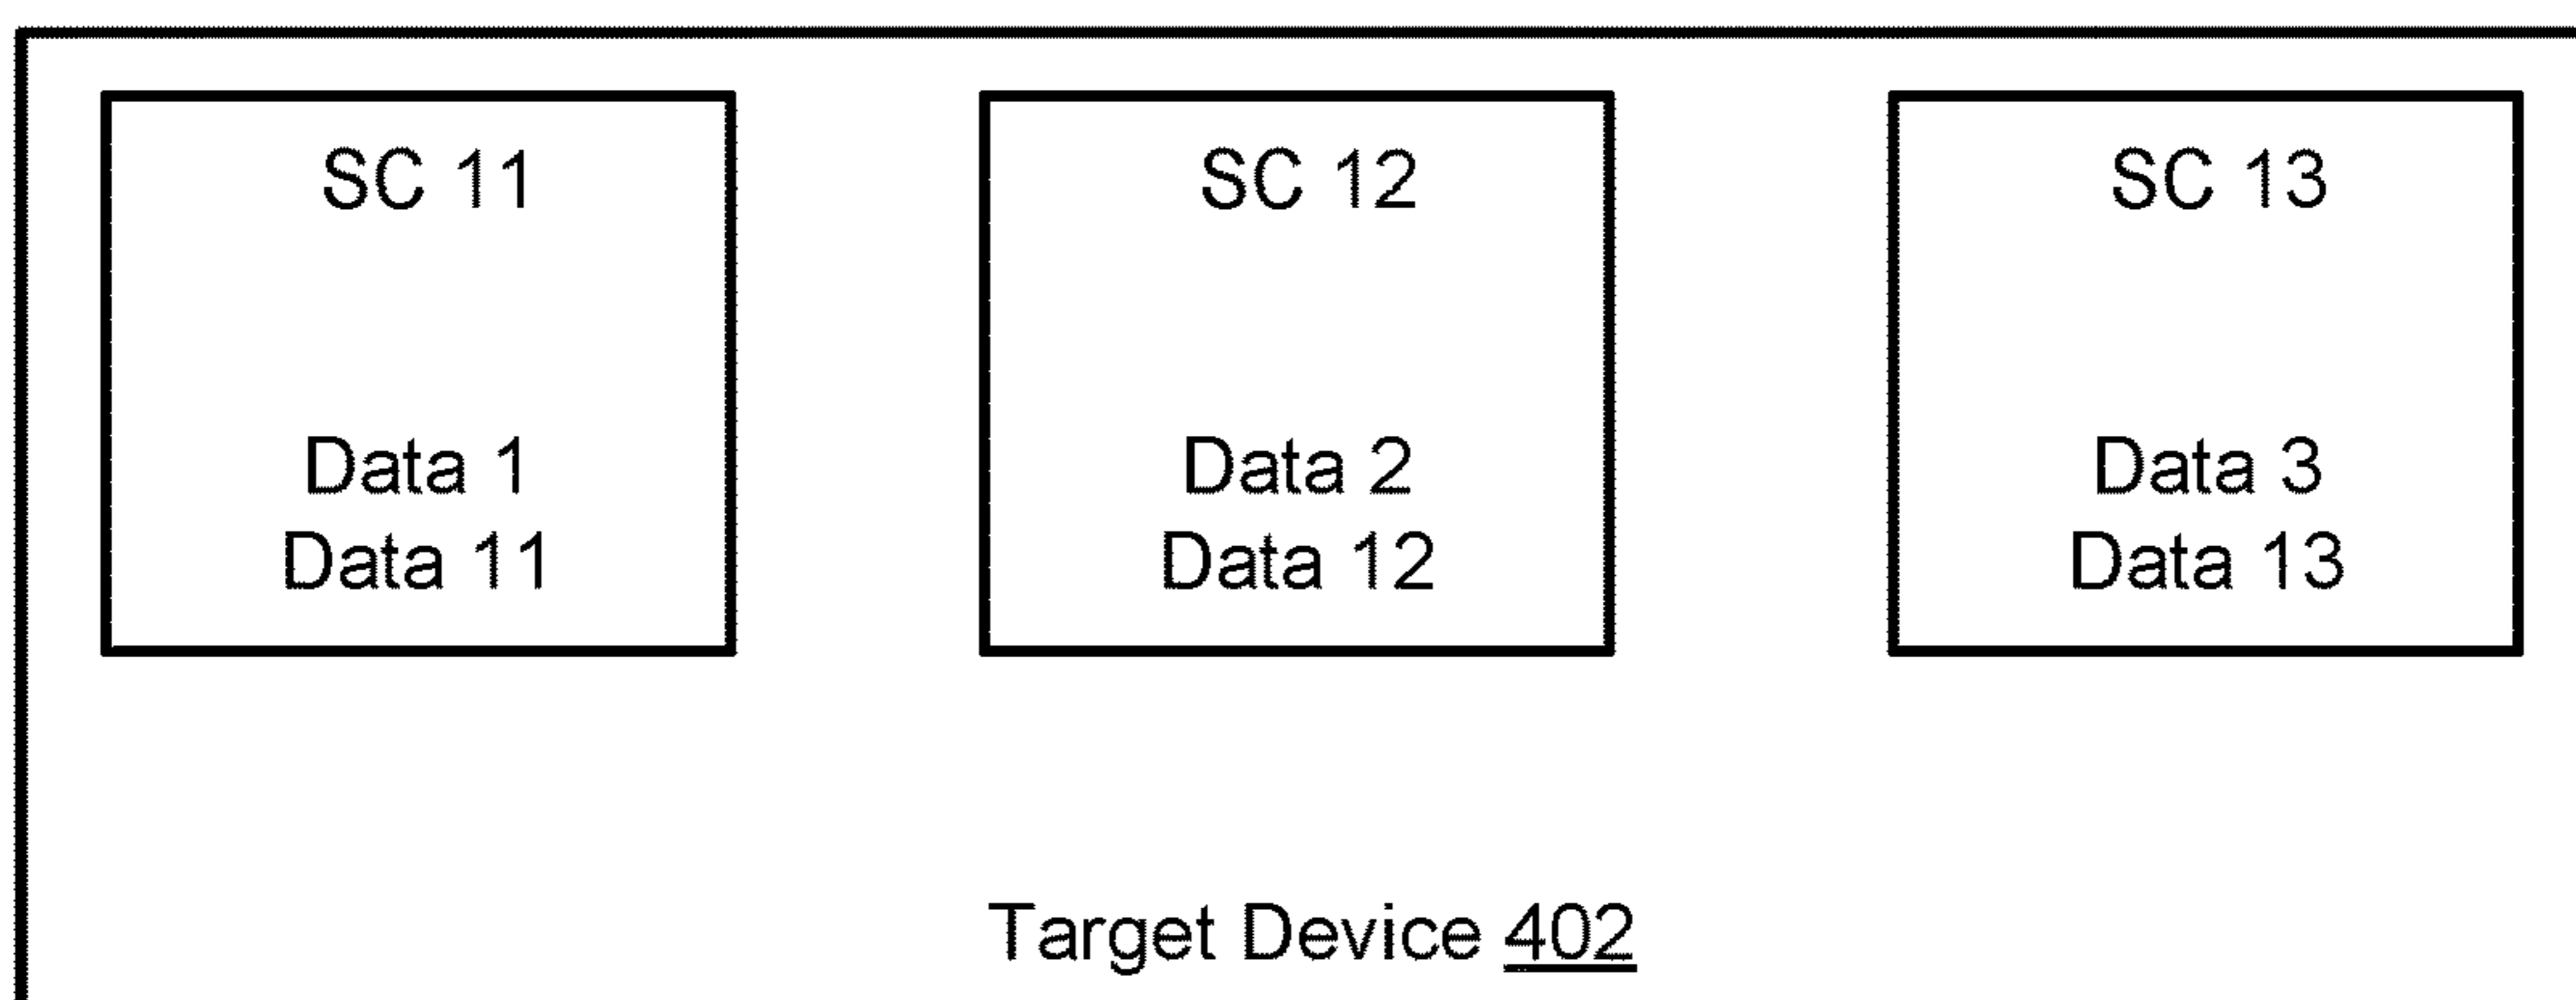 SC 11
Data 1
Data 11
SC 12
Data 2
Data 12
SC 13
Data 3
Data 13
Target Device 402